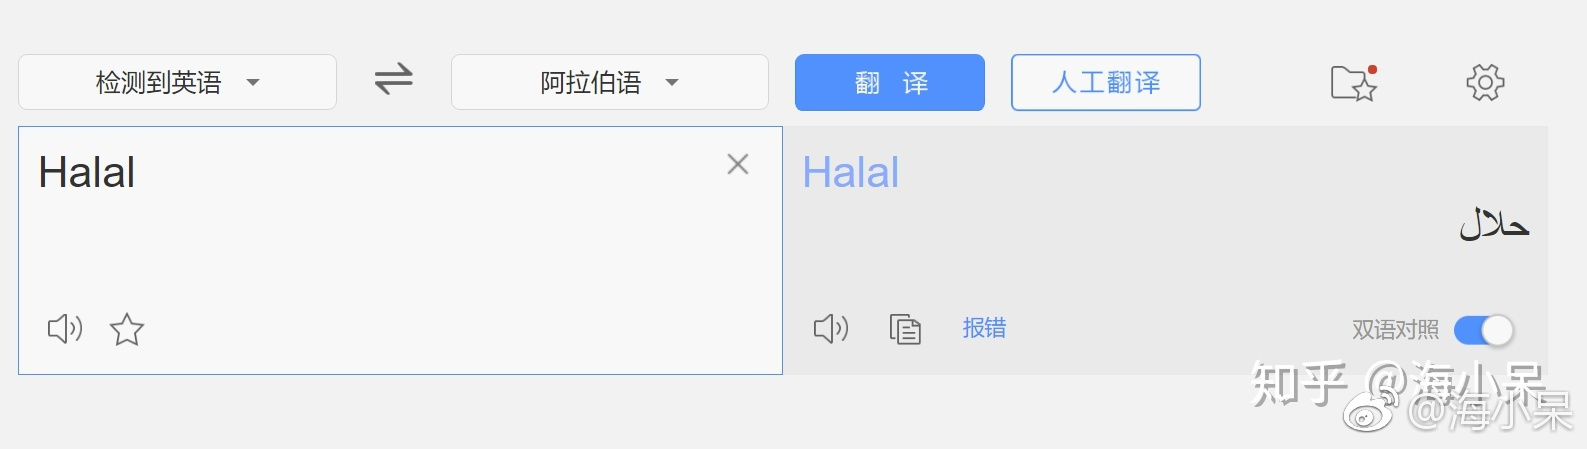 检测到英语
阿拉伯语
翻 译
人工翻译
Halal
Halal
حلال
报错
双语对照
知乎 @海小呆
@海小呆